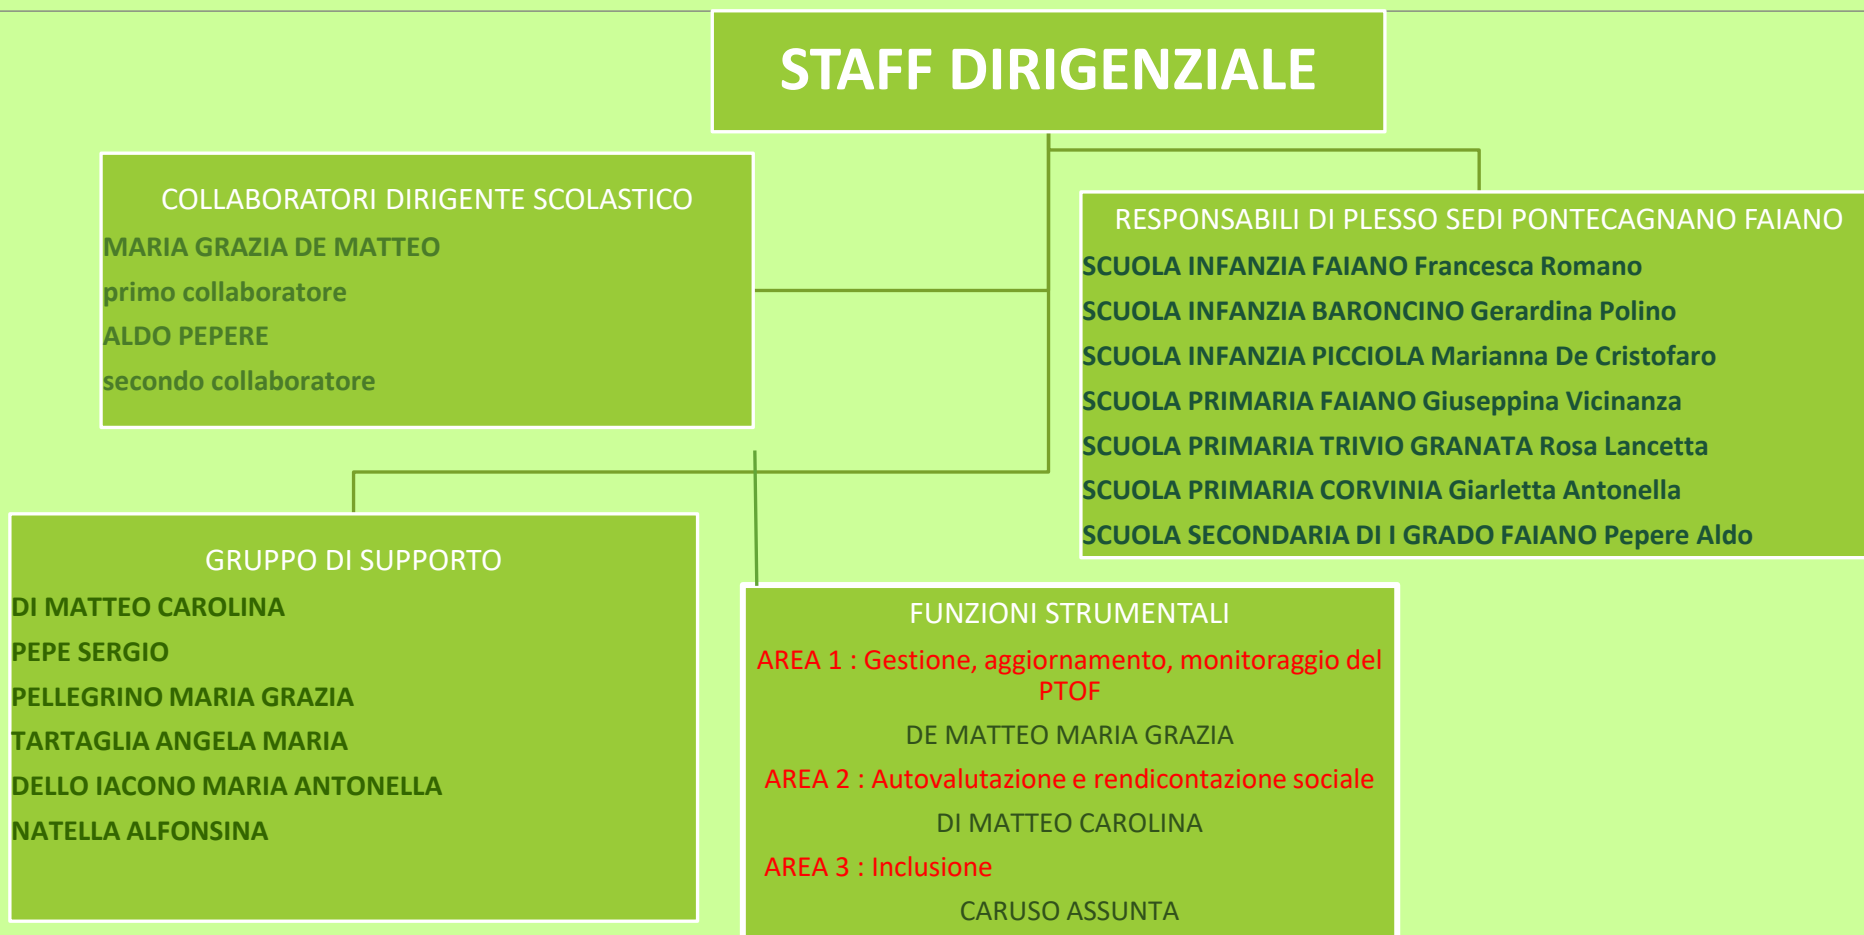 STAFF DIRIGENZIALE
COLLABORATORI DIRIGENTE SCOLASTICO
MARIA GRAZIA DE MATTEO
primo collaboratore
ALDO PEPERE
secondo collaboratore
RESPONSABILI DI PLESSO SEDI PONTECAGNANO FAIANO
SCUOLA INFANZIA FAIANO Francesca Romano
SCUOLA INFANZIA BARONCINO Gerardina Polino
SCUOLA INFANZIA PICCIOLA Marianna De Cristofaro
SCUOLA PRIMARIA FAIANO Giuseppina Vicinanza
SCUOLA PRIMARIA TRIVIO GRANATA Rosa Lancetta
SCUOLA PRIMARIA CORVINIA Giarletta Antonella
SCUOLA SECONDARIA DI I GRADO FAIANO Pepere Aldo
GRUPPO DI SUPPORTO
DI MATTEO CAROLINA
PEPE SERGIO
PELLEGRINO MARIA GRAZIA
TARTAGLIA ANGELA MARIA
DELLO IACONO MARIA ANTONELLA
NATELLA ALFONSINA
FUNZIONI STRUMENTALI
AREA 1 : Gestione, aggiornamento, monitoraggio del
PTOF
DE MATTEO MARIA GRAZIA
AREA 2 : Autovalutazione e rendicontazione sociale
DI MATTEO CAROLINA
AREA 3 : Inclusione
CARUSO ASSUNTA